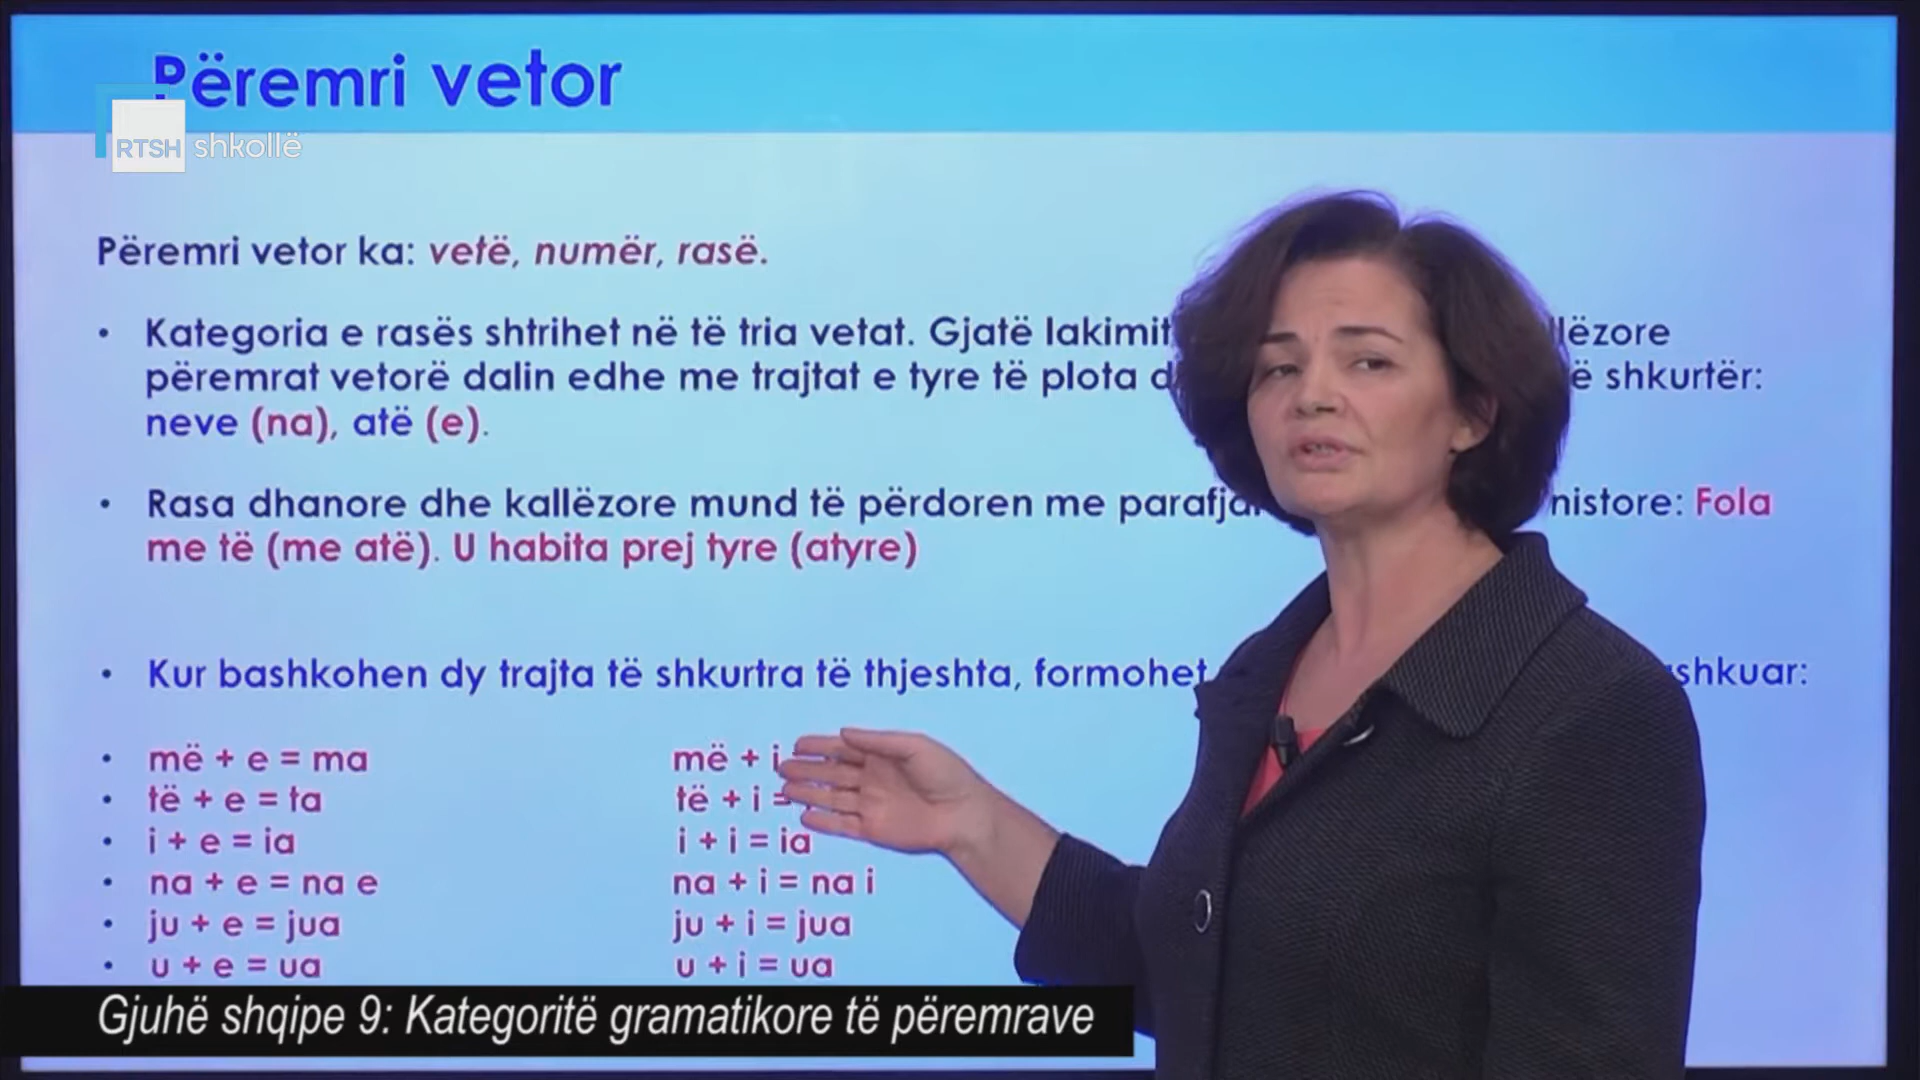 Përemri vetor
RTSH shkollë
Përemri vetor ka: vetë, numër, rasë.
• Kategoria e rasës shtrihet në të tria vetat. Gjatë lakimit
përemrat vetorë dalin edhe me trajtat e tyre të plota shkurtër:
neve (na), atë (e).
• Rasa dhanore dhe kallëzore mund të përdoren me Fola
me të (me atë). U habita prej tyre (atyre)
• Kur bashkohen dy trajta të shkurtra të thjeshta, formohet
• më + e = ma më + i
• të + e = ta të + i =
• i + e = ia i + i = ia
• na + e = na e na + i = na i
• ju + e = jua ju + i = jua
• u + e = ua u + i = ua
Gjuhë shqipe 9: Kategoritë gramatikore të përemrave